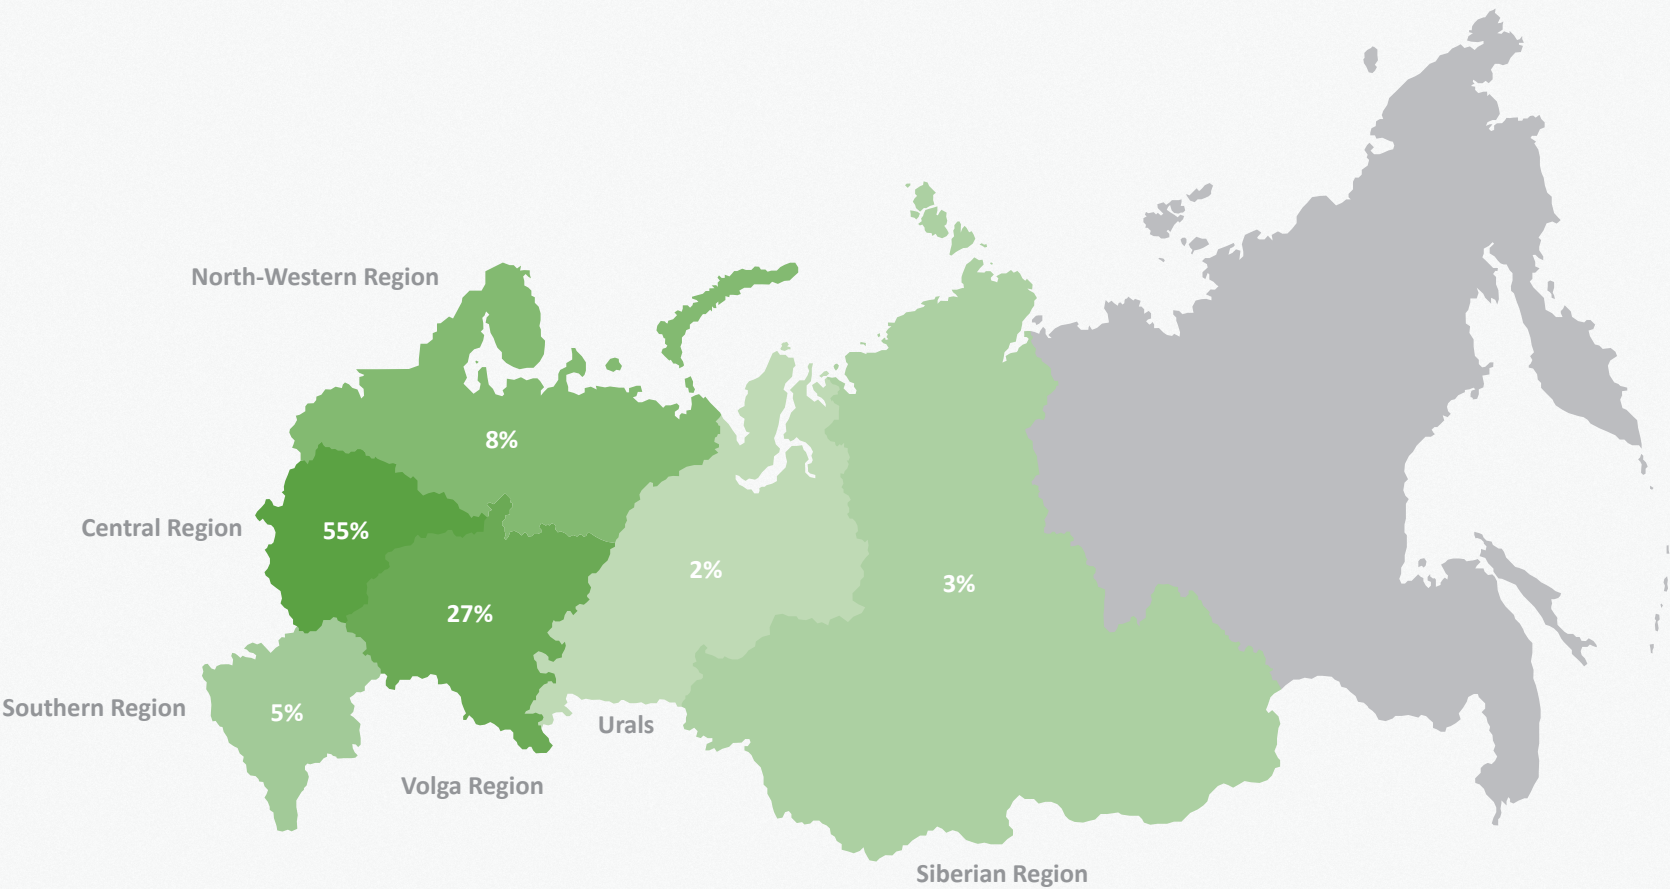 North-Western Region
8%
Central Region
55%
2%
3%
27%
Southern Region
5%
Urals
Volga Region
Siberian Region